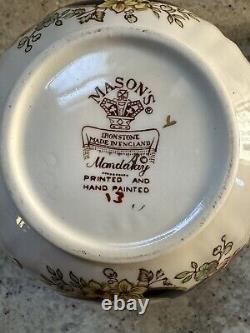 MASON'S
IRONSTONE
MADE IN ENGLAND
Mandalay ©
PRINTED AND
HAND PAINTED
13